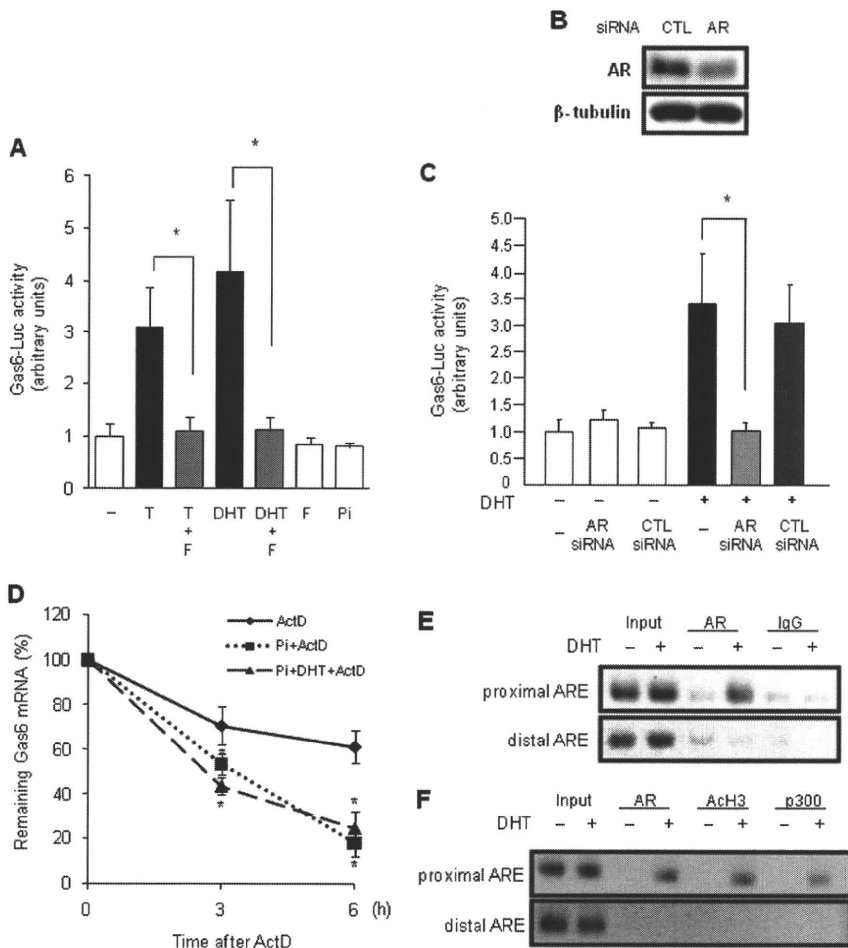 B
siRNA CTL AR
AR
β-tubulin
A
*
*
6
5
4
3
2
1
0
Gas6-Luc activity
(arbitrary units)
– T T DHT DHT F Pi
+ +
F F
C
*
5.0
4.5
4.0
3.5
3.0
2.5
2.0
1.5
1.0
0.5
0
Gas6-Luc activity
(arbitrary units)
DHT – – – + + +
– AR CTL – AR CTL
siRNA siRNA siRNA siRNA
D
120
100
80
60
40
20
0
Remaining Gas6 mRNA (%)
ActD
Pi+ActD
Pi+DHT+ActD
*
*
*
*
0 3 6 (h)
Time after ActD
E
Input AR IgG
DHT – + – + – +
proximal ARE
distal ARE
F
Input AR AcH3 p300
DHT – + – + – + – +
proximal ARE
distal ARE